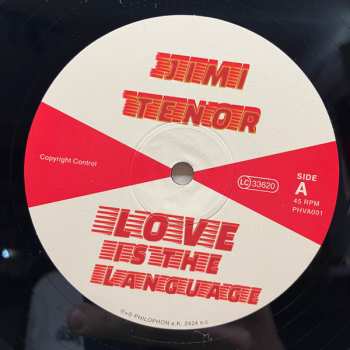 JIMI
TENOR
Copyright Control
LC 33620
SIDE
A
45 RPM
PHVA001
LOVE
IS THE
LANGUAGE
℗+© PHILOPHON e.K. 2024